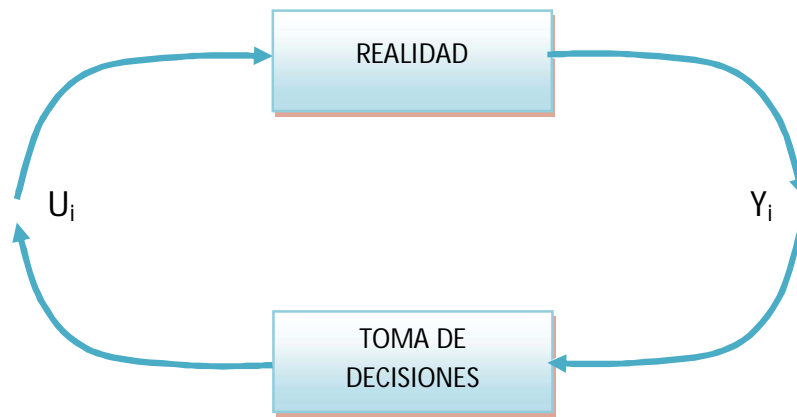 REALIDAD
Uᵢ
Yᵢ
TOMA DE
DECISIONES